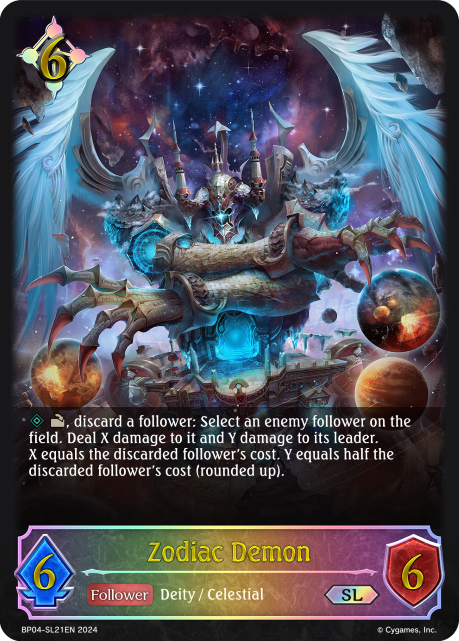 6
, discard a follower: Select an enemy follower on the
field. Deal X damage to it and Y damage to its leader.
X equals the discarded follower's cost. Y equals half the
discarded follower's cost (rounded up).
Zodiac Demon
6
Follower Deity / Celestial
SL
6
BP04-SL21EN 2024
© Cygames, Inc.